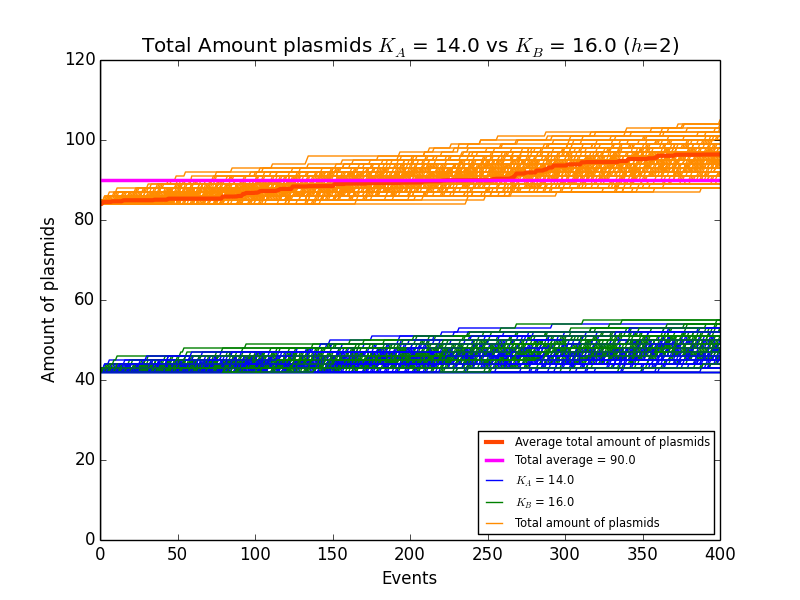 Total Amount plasmids K_A = 14.0 vs K_B = 16.0 (h=2)
120
100
80
60
40
20
0
Amount of plasmids
0 50 100 150 200 250 300 350 400
Events
Average total amount of plasmids
Total average = 90.0
K_A = 14.0
K_B = 16.0
Total amount of plasmids